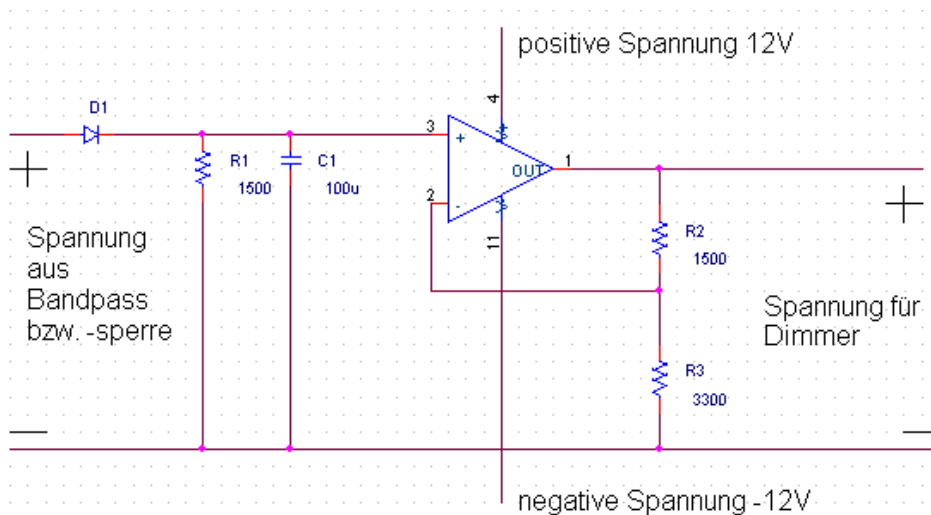 positive Spannung 12V
D1
4
3
+
+
R1
1500
C1
100u
OUT
1
2
-
11
R2
1500
Spannung
aus
Bandpass
bzw. -sperre
+
+
Spannung für
Dimmer
R3
3300
negative Spannung -12V